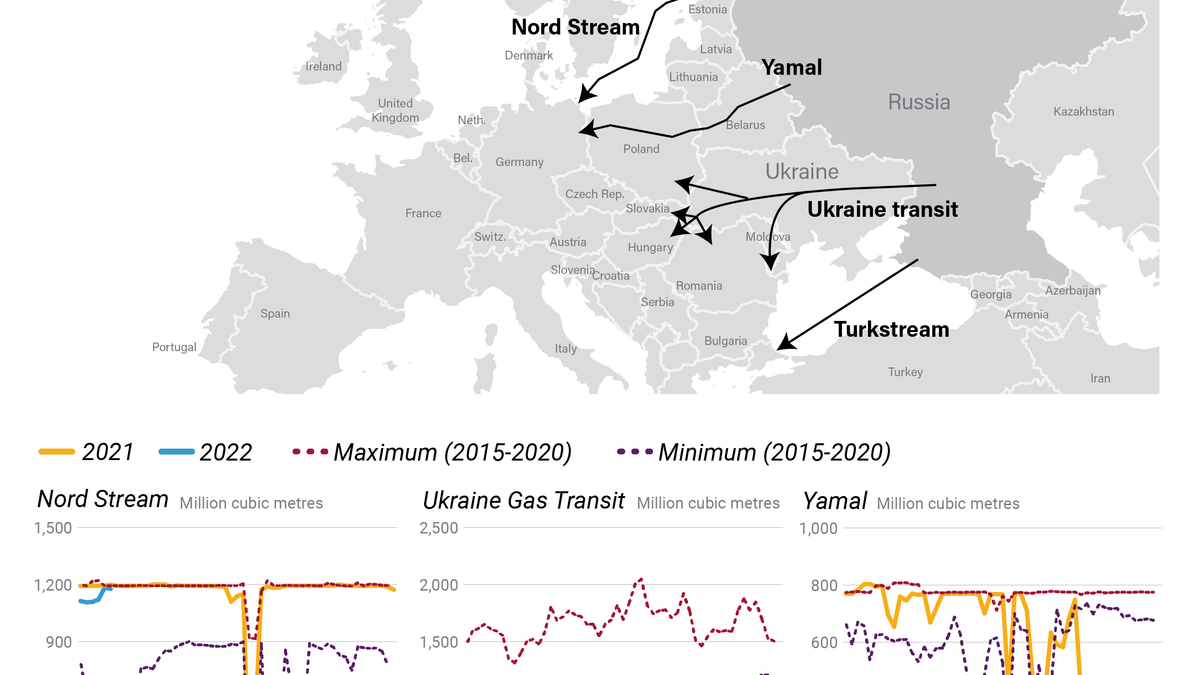 Estonia
Nord Stream
Latvia
Denmark
Ireland
Yamal
Lithuania
Russia
United
Kingdom
Kazakhstan
Neth.
Belarus
Poland
Bel.
Germany
Ukraine
Czech Rep.
Slovakia
Ukraine transit
France
Switz.
Austria
Hungary
Moldova
Slovenia
Croatia
Romania
Georgia
Azerbaijan
Serbia
Spain
Armenia
Turkstream
Portugal
Italy
Bulgaria
Turkey
Iran
2021 2022 Maximum (2015-2020) Minimum (2015-2020)
Nord Stream Million cubic metres
1,500
1,200
900
Ukraine Gas Transit Million cubic metres
2,500
2,000
1,500
Yamal Million cubic metres
1,000
800
600